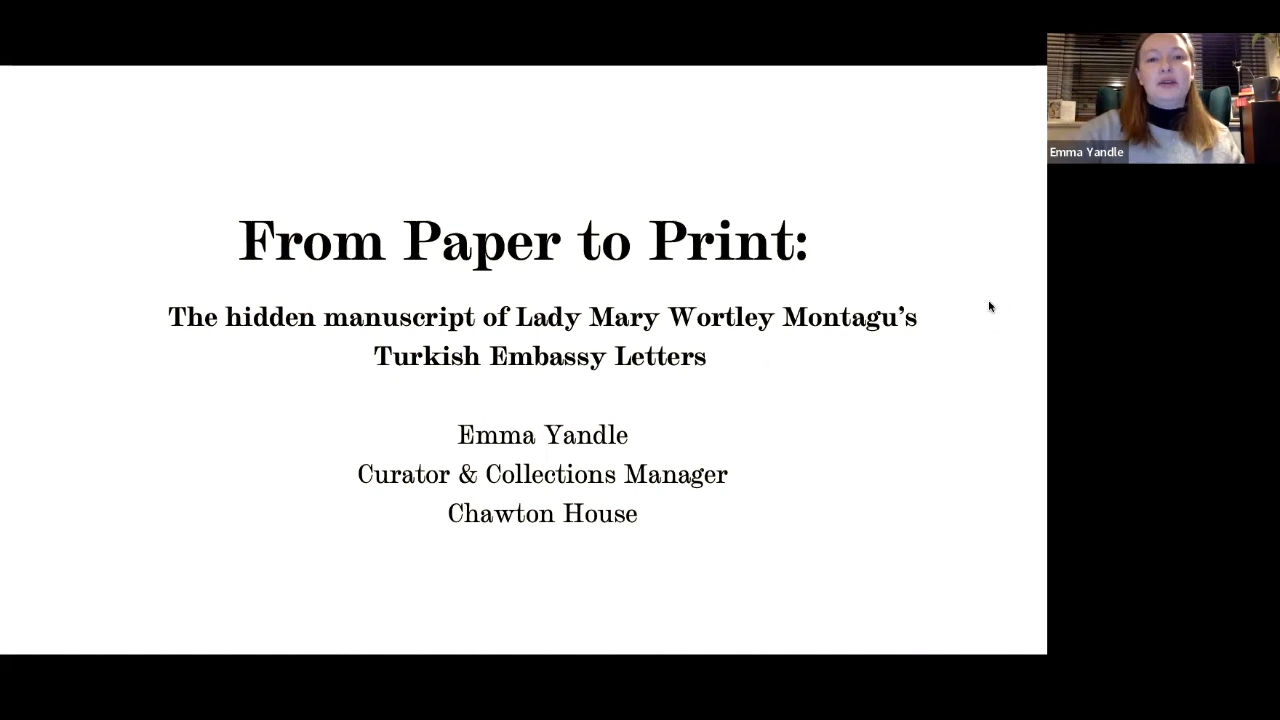 From Paper to Print:
The hidden manuscript of Lady Mary Wortley Montagu’s
Turkish Embassy Letters
Emma Yandle
Curator & Collections Manager
Chawton House
Emma Yandle